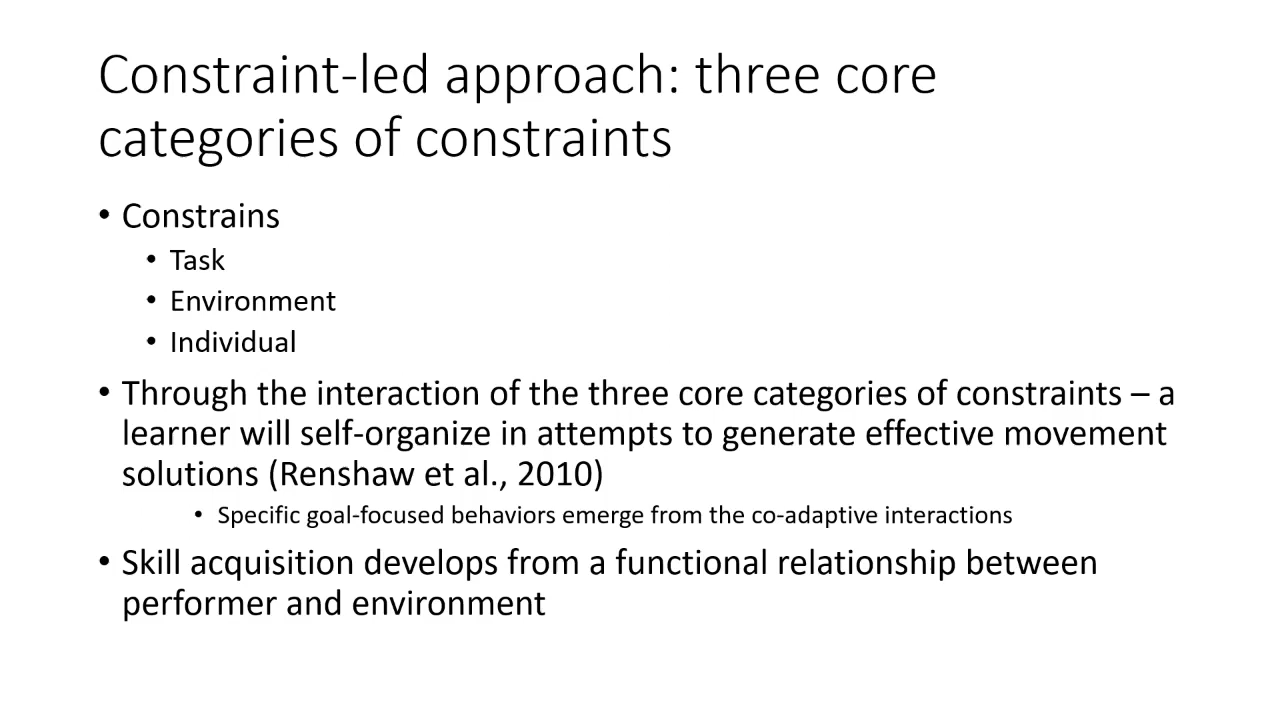 Constraint-led approach: three core
categories of constraints
• Constrains
• Task
• Environment
• Individual
• Through the interaction of the three core categories of constraints – a
learner will self-organize in attempts to generate effective movement
solutions (Renshaw et al., 2010)
• Specific goal-focused behaviors emerge from the co-adaptive interactions
• Skill acquisition develops from a functional relationship between
performer and environment